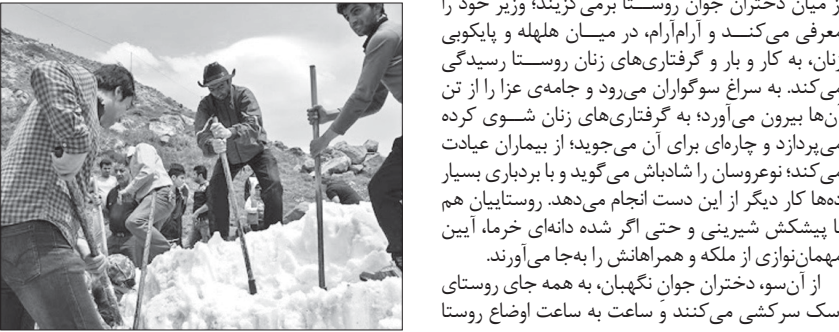 از میان دختران جوان روستا برمی‌گزیند؛ وزیر خود را
معرفی می‌کند و آرام‌آرام، در میان هلهله و پایکوبی
زنان، به کار و بار و گرفتاری‌های زنان روستا رسیدگی
می‌کند. به سراغ سوگواران می‌رود و جامه‌ی عزا را از تن
آن‌ها بیرون می‌آورد؛ به گرفتاری‌های زنان شوی کرده
می‌پردازد و چاره‌ای برای آن می‌جوید؛ از بیماران عیادت
می‌کند؛ نوعروسان را شادباش می‌گوید و با بردباری بسیار
ده‌ها کار دیگر از این دست انجام می‌دهد. روستاییان هم
با پیشکش شیرینی و حتی اگر شده دانه‌ای خرما، آیین
مهمان‌نوازی از ملکه و همراهانش را به‌جا می‌آورند.
از آن‌سو، دختران جوانِ نگهبان، به همه جای روستای
اسک سرکشی می‌کنند و ساعت به ساعت اوضاع روستا